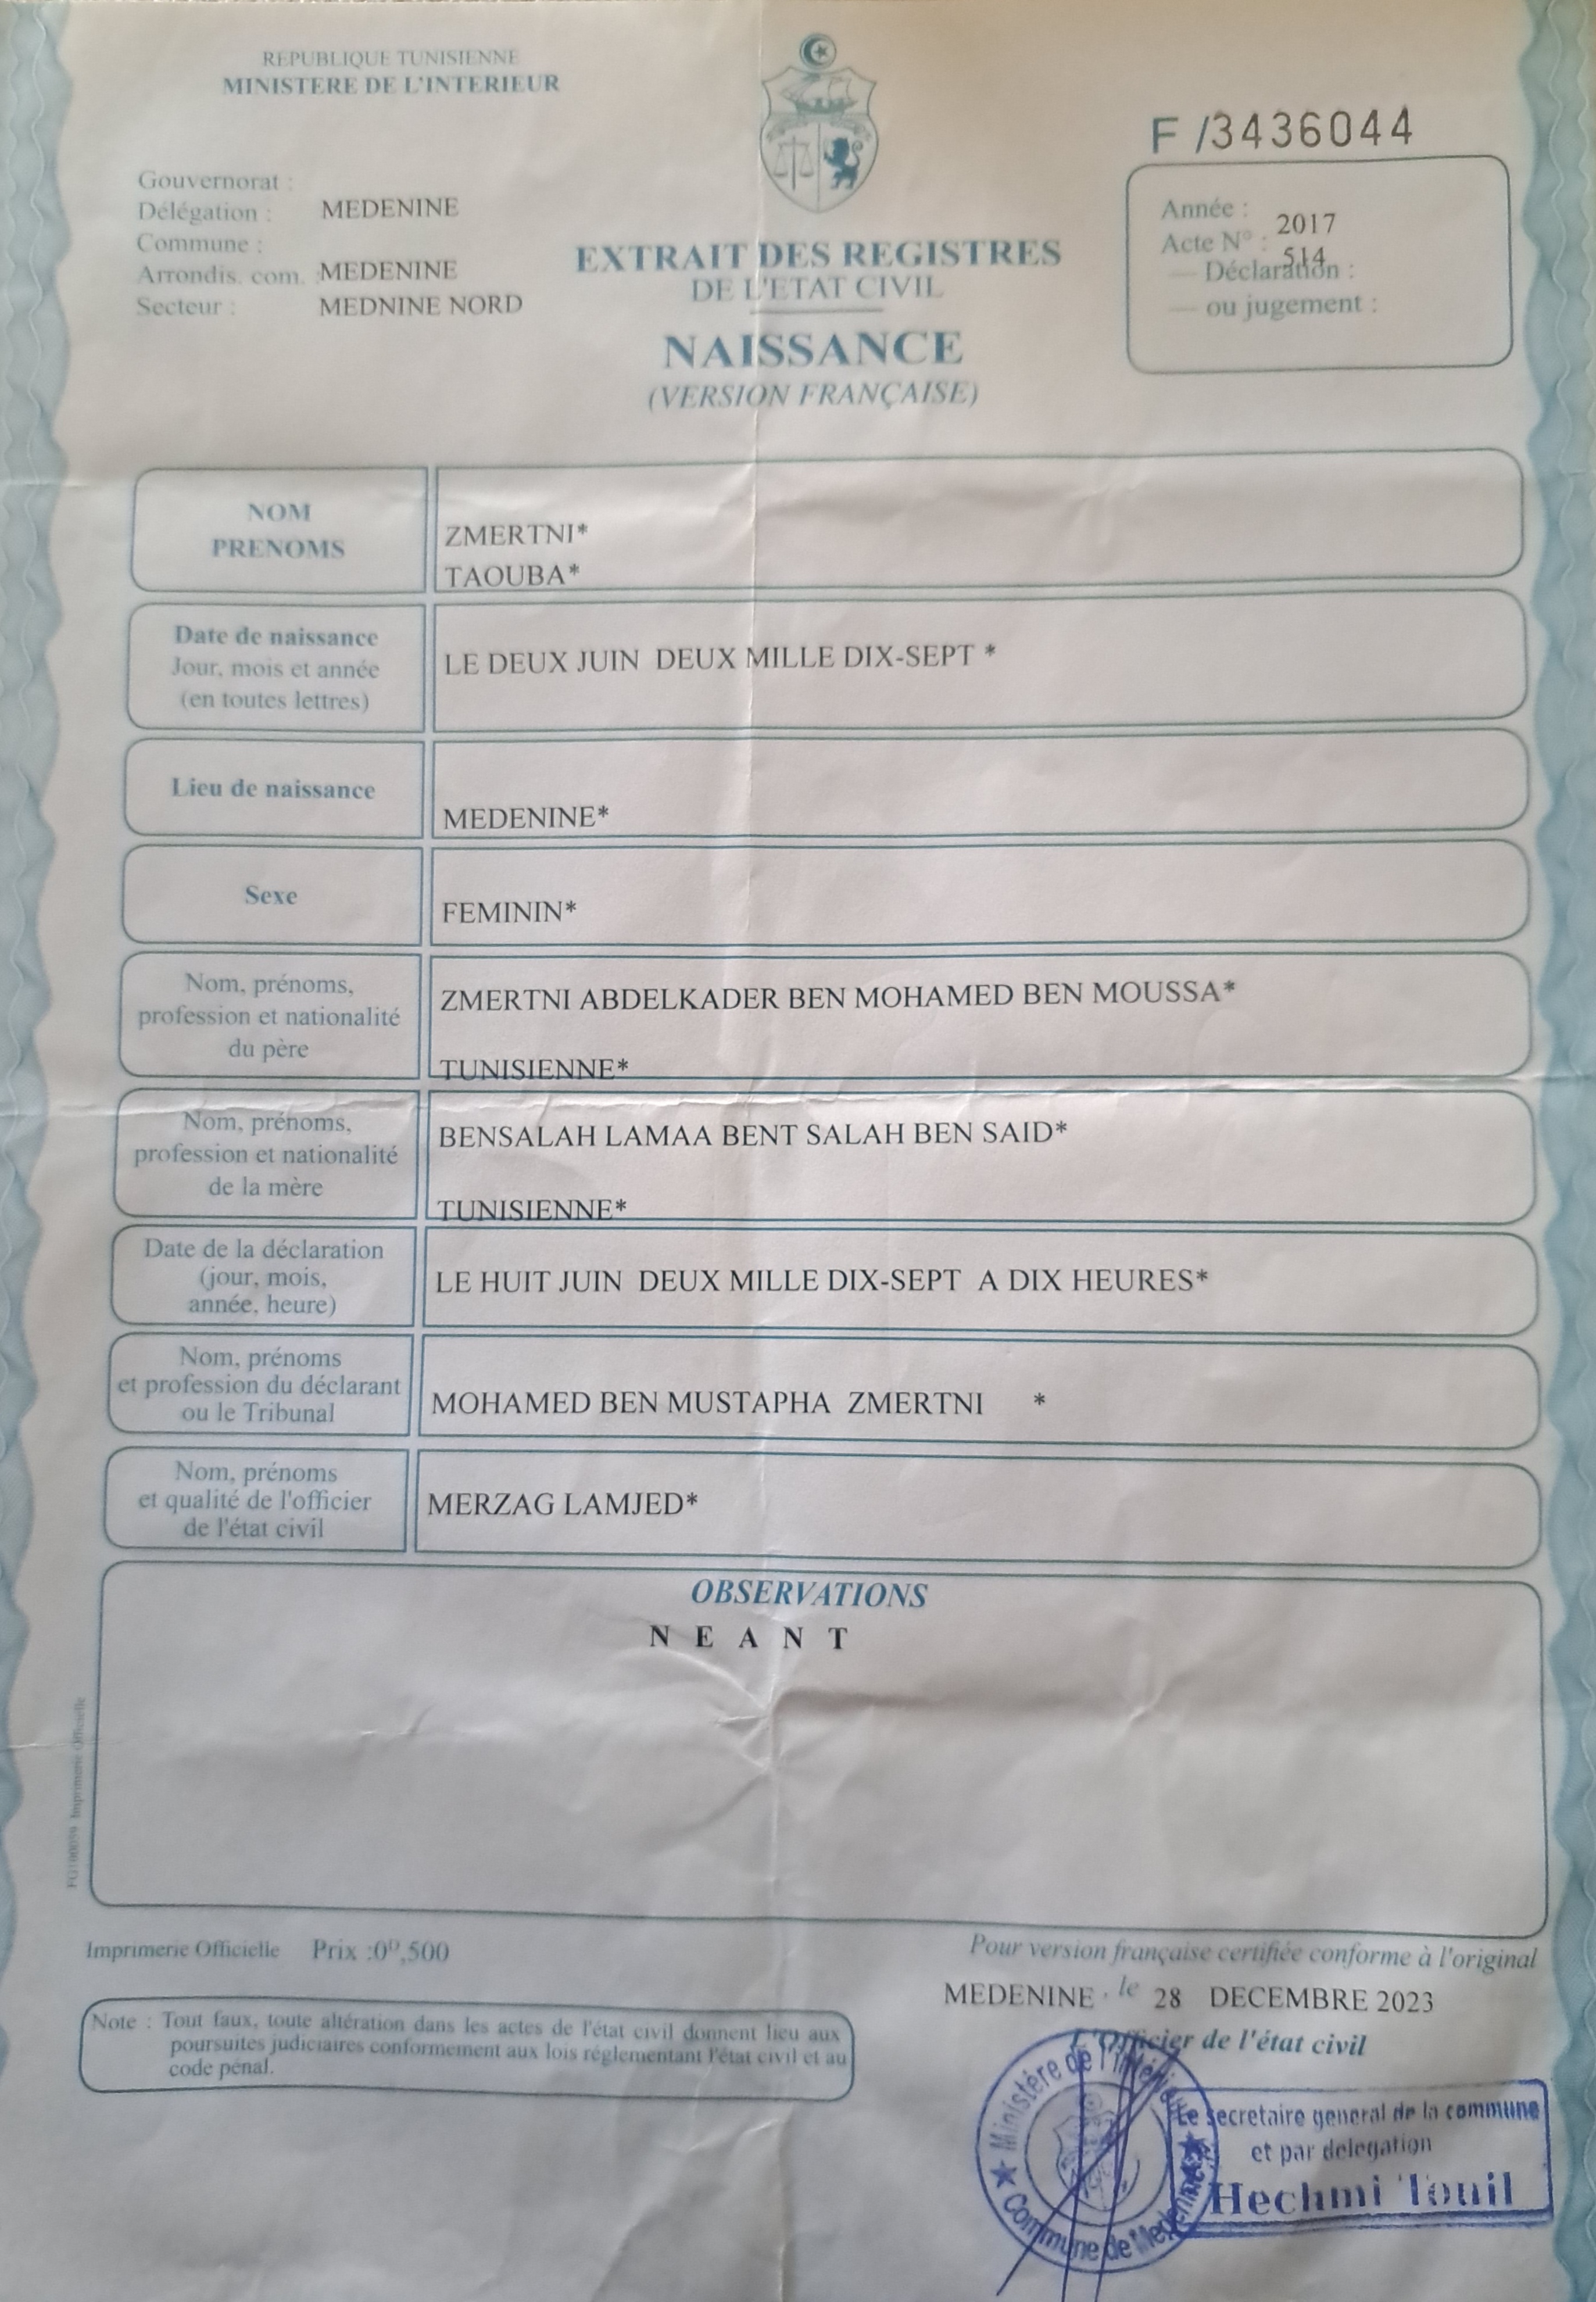 REPUBLIQUE TUNISIENNE
MINISTERE DE L'INTERIEUR
F /3436044
Gouvernorat :
Délégation : MEDENINE
Commune :
Arrondis. com. : MEDENINE
Secteur : MEDNINE NORD
EXTRAIT DES REGISTRES
DE L'ETAT CIVIL
NAISSANCE
(VERSION FRANÇAISE)
Année : 2017
Acte N° : 514
— Déclaration :
— ou jugement :
NOM
PRENOMS
ZMERTNI*
TAOUBA*
Date de naissance
Jour, mois et année
(en toutes lettres)
LE DEUX JUIN DEUX MILLE DIX-SEPT *
Lieu de naissance
MEDENINE*
Sexe
FEMININ*
Nom, prénoms,
profession et nationalité
du père
ZMERTNI ABDELKADER BEN MOHAMED BEN MOUSSA*
TUNISIENNE*
Nom, prénoms,
profession et nationalité
de la mère
BENSALAH LAMAA BENT SALAH BEN SAID*
TUNISIENNE*
Date de la déclaration
(jour, mois,
année, heure)
LE HUIT JUIN DEUX MILLE DIX-SEPT A DIX HEURES*
Nom, prénoms
et profession du déclarant
ou le Tribunal
MOHAMED BEN MUSTAPHA ZMERTNI *
Nom, prénoms
et qualité de l'officier
de l'état civil
MERZAG LAMJED*
OBSERVATIONS
N E A N T
Imprimerie Officielle
Imprimerie Officielle Prix :0ᴰ,500
Note : Tout faux, toute altération dans les actes de l'état civil donnent lieu aux
poursuites judiciaires conformement aux lois réglementant l'état civil et au
code pénal.
Pour version française certifiée conforme à l'original
MEDENINE , le 28 DECEMBRE 2023
L'Officier de l'état civil
Ministère de l'Intérieur
Commune de Medenine
Le secretaire general de la commune
et par delegation
Hechmi Touil